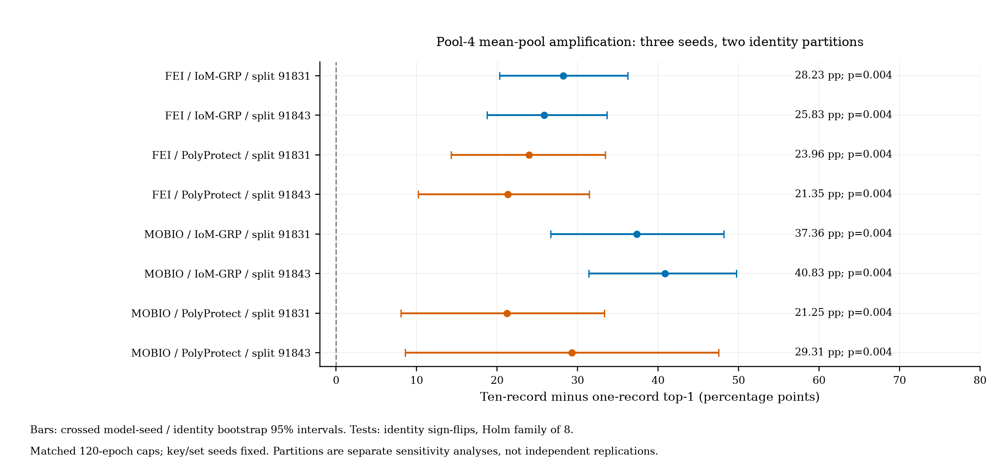 Pool-4 mean-pool amplification: three seeds, two identity partitions
FEI / IoM-GRP / split 91831
28.23 pp; p=0.004
FEI / IoM-GRP / split 91843
25.83 pp; p=0.004
FEI / PolyProtect / split 91831
23.96 pp; p=0.004
FEI / PolyProtect / split 91843
21.35 pp; p=0.004
MOBIO / IoM-GRP / split 91831
37.36 pp; p=0.004
MOBIO / IoM-GRP / split 91843
40.83 pp; p=0.004
MOBIO / PolyProtect / split 91831
21.25 pp; p=0.004
MOBIO / PolyProtect / split 91843
29.31 pp; p=0.004
0 10 20 30 40 50 60 70 80
Ten-record minus one-record top-1 (percentage points)
Bars: crossed model-seed / identity bootstrap 95% intervals. Tests: identity sign-flips, Holm family of 8.
Matched 120-epoch caps; key/set seeds fixed. Partitions are separate sensitivity analyses, not independent replications.